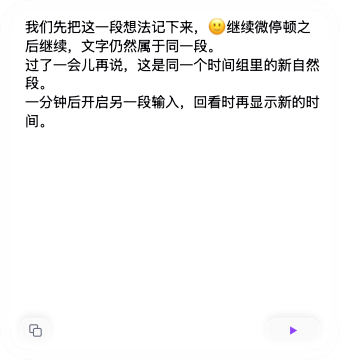 我们先把这一段想法记下来，🙂继续微停顿之
后继续，文字仍然属于同一段。
过了一会儿再说，这是同一个时间组里的新自然
段。
一分钟后开启另一段输入，回看时再显示新的时
间。